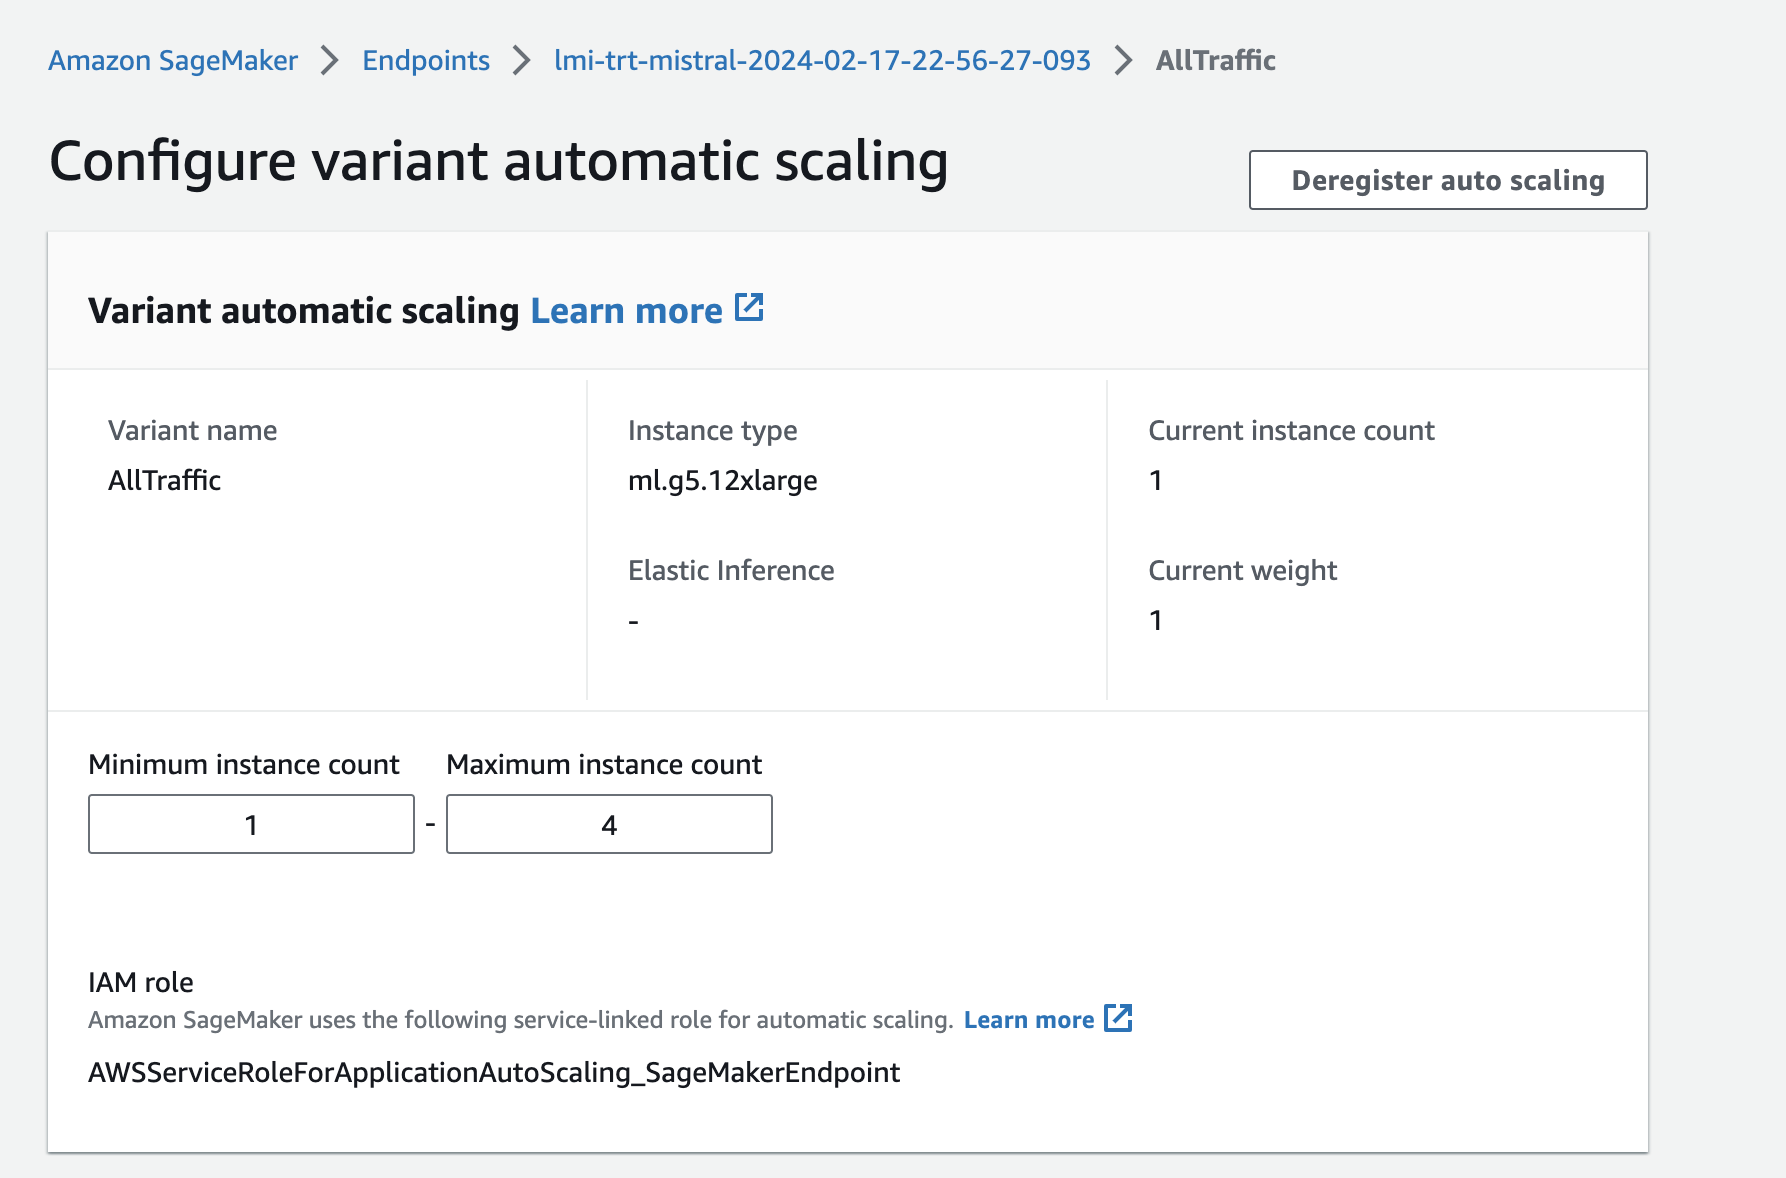 Amazon SageMaker > Endpoints > lmi-trt-mistral-2024-02-17-22-56-27-093 > AllTraffic
Configure variant automatic scaling
Deregister auto scaling
Variant automatic scaling Learn more
Variant name
AllTraffic
Instance type
ml.g5.12xlarge
Elastic Inference
-
Current instance count
1
Current weight
1
Minimum instance count
Maximum instance count
1 - 4
IAM role
Amazon SageMaker uses the following service-linked role for automatic scaling. Learn more
AWSServiceRoleForApplicationAutoScaling_SageMakerEndpoint